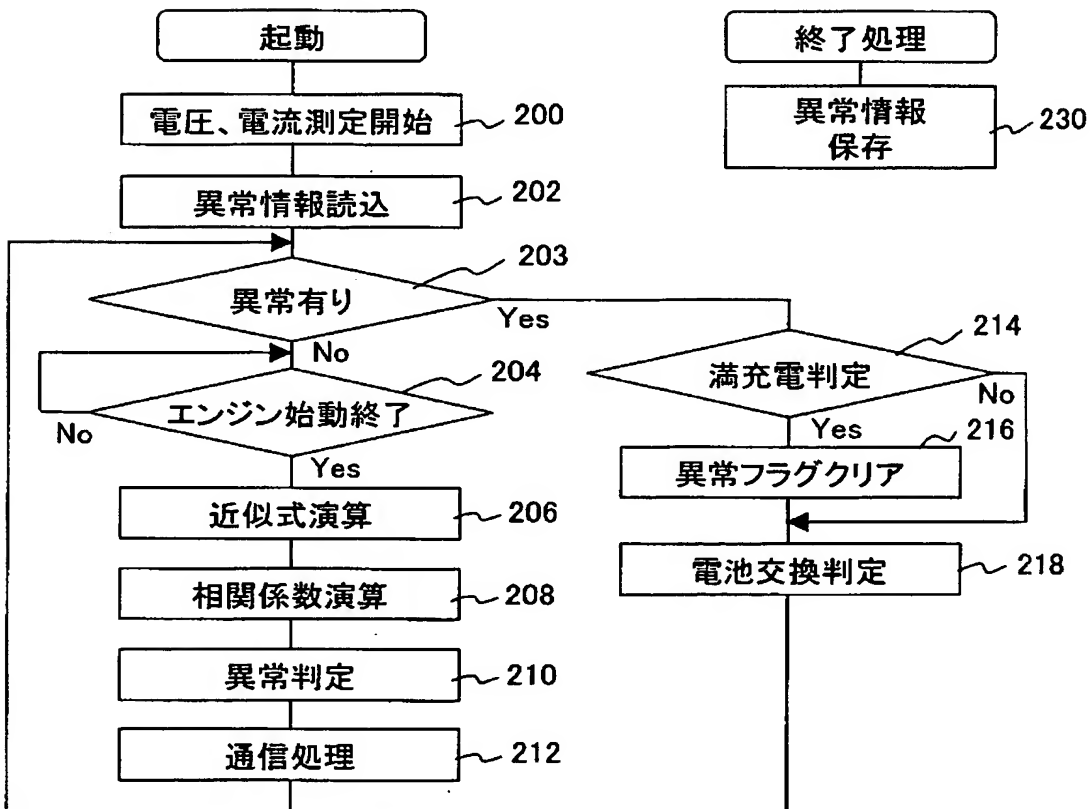 起動
電圧、電流測定開始
200
異常情報読込
202
異常有り
203
Yes
No
エンジン始動終了
204
No
Yes
近似式演算
206
相関係数演算
208
異常判定
210
通信処理
212
終了処理
異常情報
保存
230
満充電判定
214
No
Yes
異常フラグクリア
216
電池交換判定
218